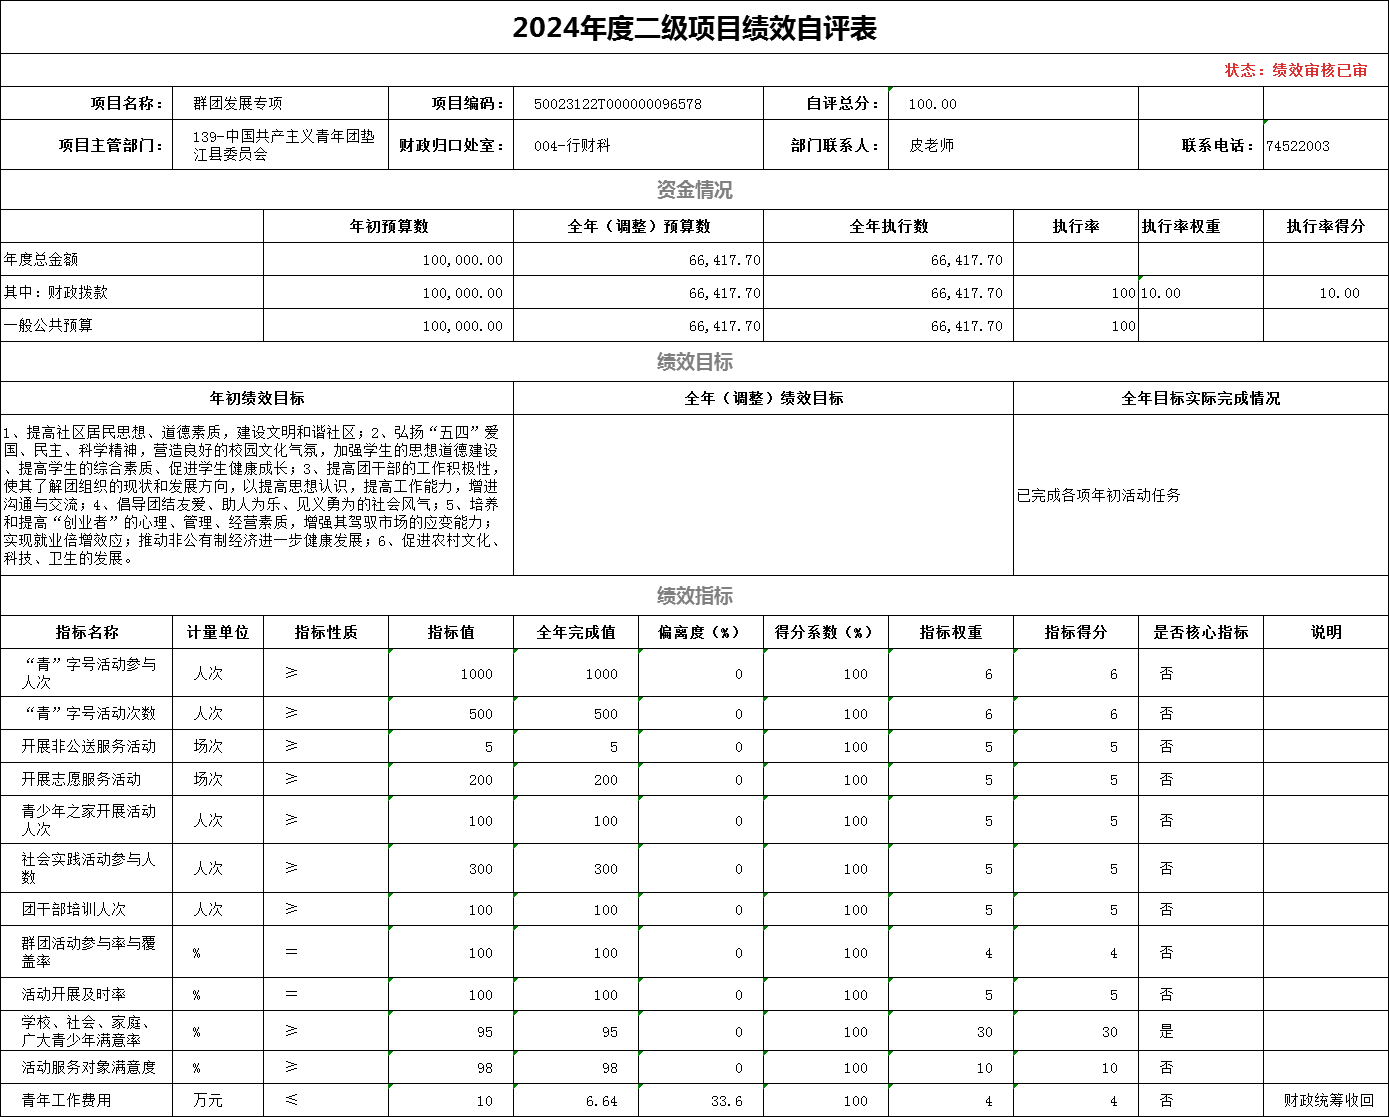 2024年度二级项目绩效自评表
状态：绩效审核已审
项目名称： 群团发展专项 项目编码： 50023122T000000096578 自评总分： 100.00
项目主管部门： 139-中国共产主义青年团垫江县委员会 财政归口处室： 004-行财科 部门联系人： 皮老师 联系电话： 74522003
资金情况
年初预算数 全年（调整）预算数 全年执行数 执行率 执行率权重 执行率得分
年度总金额 100,000.00 66,417.70 66,417.70
其中：财政拨款 100,000.00 66,417.70 66,417.70 100 10.00 10.00
一般公共预算 100,000.00 66,417.70 66,417.70 100
绩效目标
年初绩效目标 全年（调整）绩效目标 全年目标实际完成情况
1、提高社区居民思想、道德素质，建设文明和谐社区；2、弘扬“五四”爱
国、民主、科学精神，营造良好的校园文化气氛，加强学生的思想道德建设
、提高学生的综合素质、促进学生健康成长；3、提高团干部的工作积极性，
使其了解团组织的现状和发展方向，以提高思想认识，提高工作能力，增进
沟通与交流；4、倡导团结友爱、助人为乐、见义勇为的社会风气；5、培养
和提高“创业者”的心理、管理、经营素质，增强其驾驭市场的应变能力；
实现就业倍增效应；推动非公有制经济进一步健康发展；6、促进农村文化、
科技、卫生的发展。
已完成各项年初活动任务
绩效指标
指标名称 计量单位 指标性质 指标值 全年完成值 偏离度（%） 得分系数（%） 指标权重 指标得分 是否核心指标 说明
“青”字号活动参与人次 人次 ≥ 1000 1000 0 100 6 6 否
“青”字号活动次数 人次 ≥ 500 500 0 100 6 6 否
开展非公送服务活动 场次 ≥ 5 5 0 100 5 5 否
开展志愿服务活动 场次 ≥ 200 200 0 100 5 5 否
青少年之家开展活动人次 人次 ≥ 100 100 0 100 5 5 否
社会实践活动参与人数 人次 ≥ 300 300 0 100 5 5 否
团干部培训人次 人次 ≥ 100 100 0 100 5 5 否
群团活动参与率与覆盖率 % ＝ 100 100 0 100 4 4 否
活动开展及时率 % ＝ 100 100 0 100 5 5 否
学校、社会、家庭、广大青少年满意率 % ≥ 95 95 0 100 30 30 是
活动服务对象满意度 % ≥ 98 98 0 100 10 10 否
青年工作费用 万元 ≤ 10 6.64 33.6 100 4 4 否 财政统筹收回